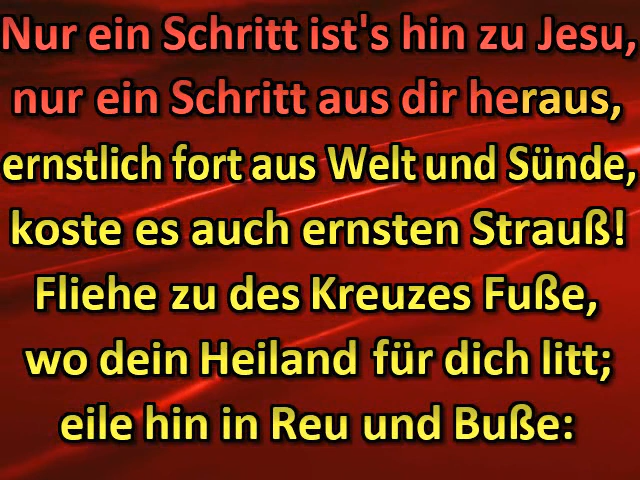 Nur ein Schritt ist's hin zu Jesu,
nur ein Schritt aus dir heraus,
ernstlich fort aus Welt und Sünde,
koste es auch ernsten Strauß!
Fliehe zu des Kreuzes Fuße,
wo dein Heiland für dich litt;
eile hin in Reu und Buße: